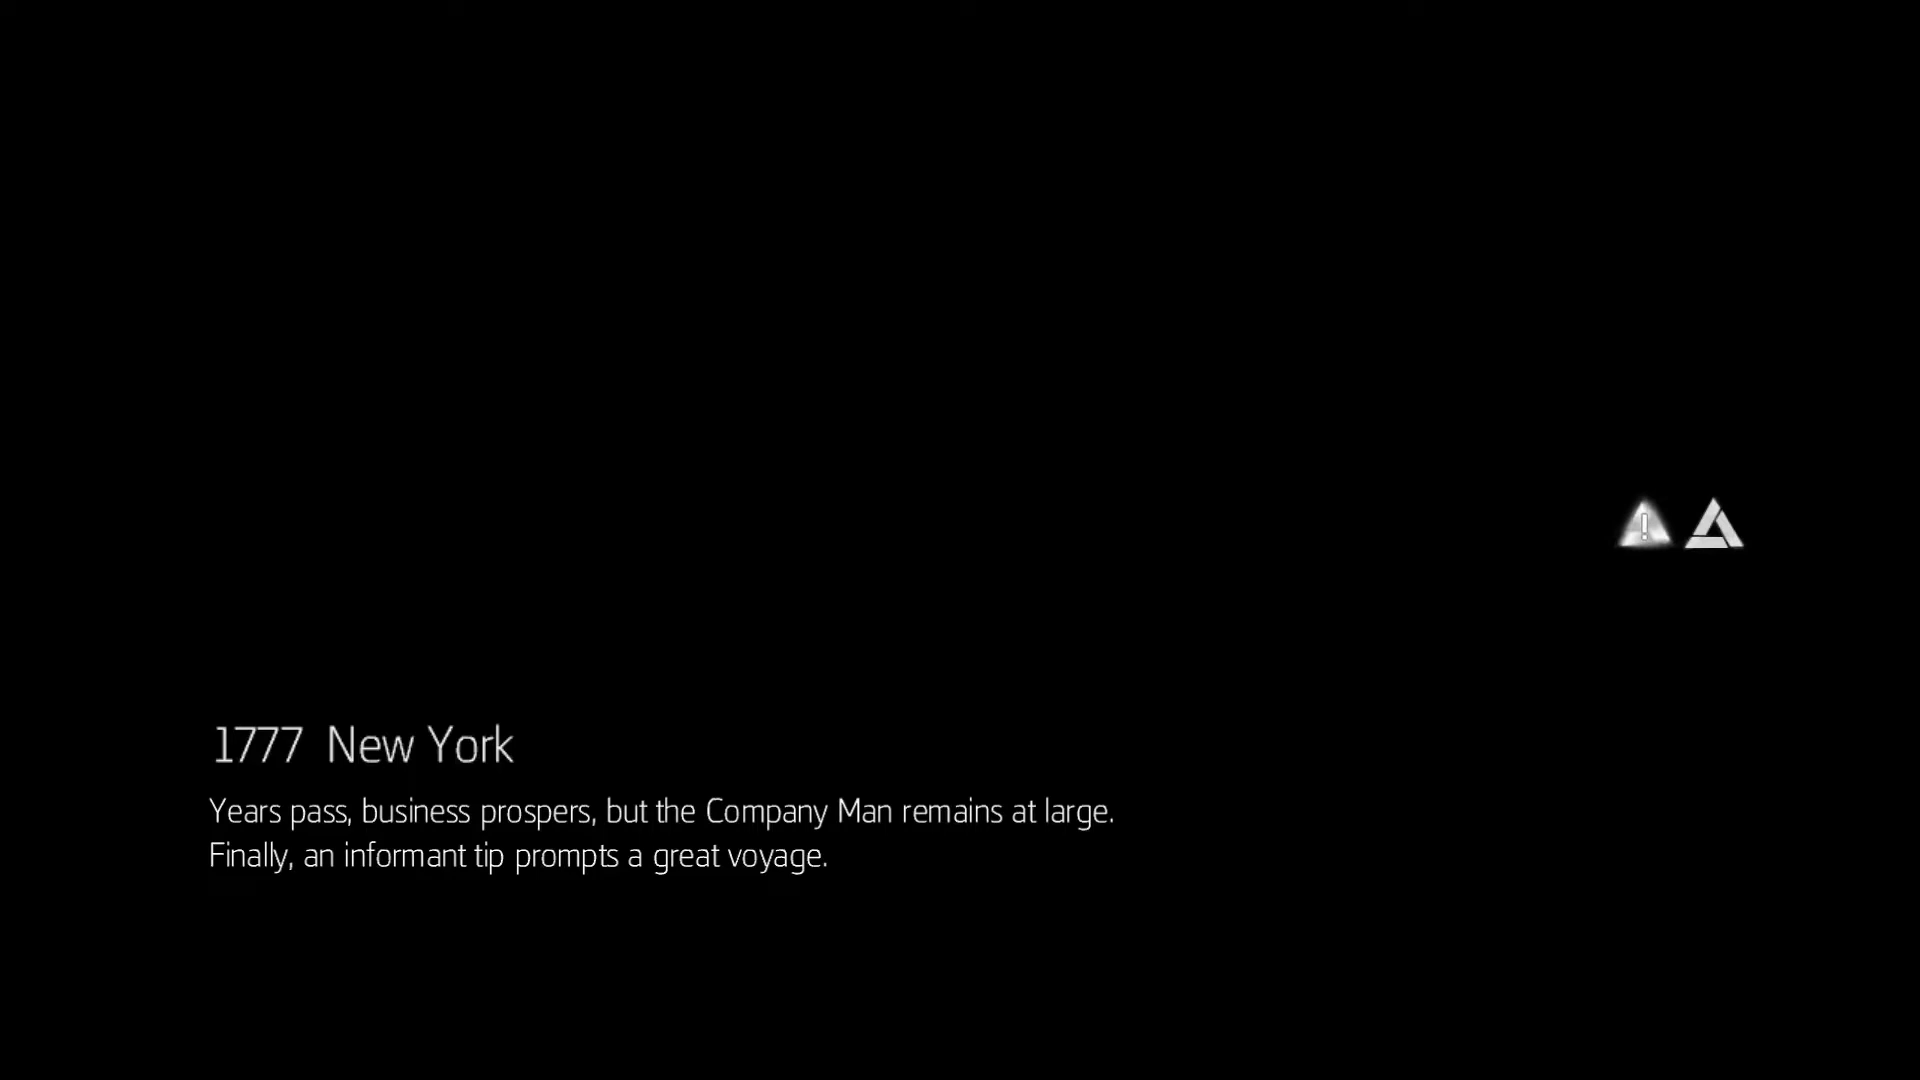 1777 New York
Years pass, business prospers, but the Company Man remains at large.
Finally, an informant tip prompts a great voyage.